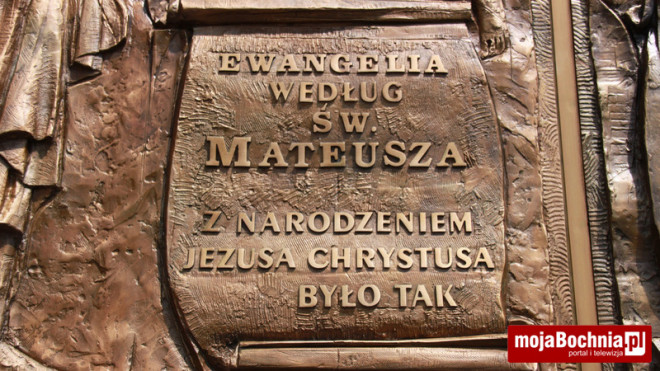 EWANGELIA
WEDŁUG
ŚW.
MATEUSZA
Z NARODZENIEM
JEZUSA CHRYSTUSA
BYŁO TAK
mojaBochnia.pl
portal i telewizja